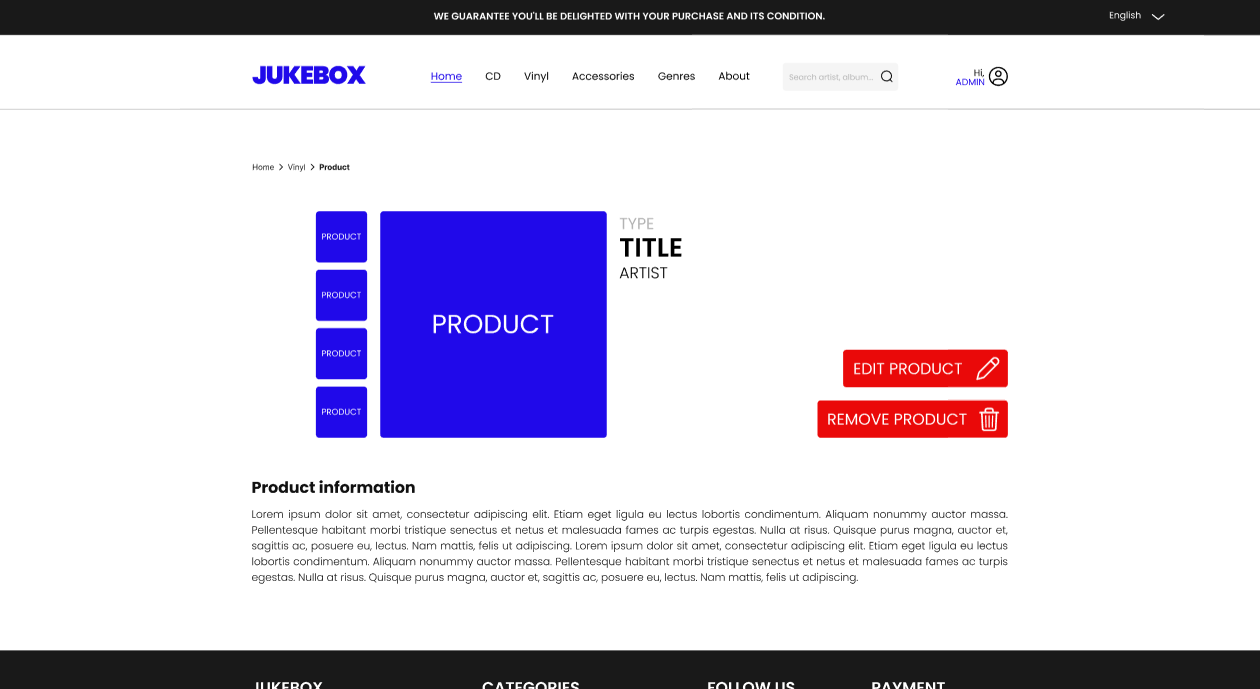 WE GUARANTEE YOU'LL BE DELIGHTED WITH YOUR PURCHASE AND ITS CONDITION.
English
JUKEBOX
Home
CD
Vinyl
Accessories
Genres
About
Search artist, album...
Hi,
ADMIN
Home > Vinyl > Product
PRODUCT
PRODUCT
PRODUCT
PRODUCT
PRODUCT
TYPE
TITLE
ARTIST
EDIT PRODUCT
REMOVE PRODUCT
Product information
Lorem ipsum dolor sit amet, consectetur adipiscing elit. Etiam eget ligula eu lectus lobortis condimentum. Aliquam nonummy auctor massa.
Pellentesque habitant morbi tristique senectus et netus et malesuada fames ac turpis egestas. Nulla at risus. Quisque purus magna, auctor et,
sagittis ac, posuere eu, lectus. Nam mattis, felis ut adipiscing. Lorem ipsum dolor sit amet, consectetur adipiscing elit. Etiam eget ligula eu lectus
lobortis condimentum. Aliquam nonummy auctor massa. Pellentesque habitant morbi tristique senectus et netus et malesuada fames ac turpis
egestas. Nulla at risus. Quisque purus magna, auctor et, sagittis ac, posuere eu, lectus. Nam mattis, felis ut adipiscing.
JUKEBOX
CATEGORIES
FOLLOW US
PAYMENT